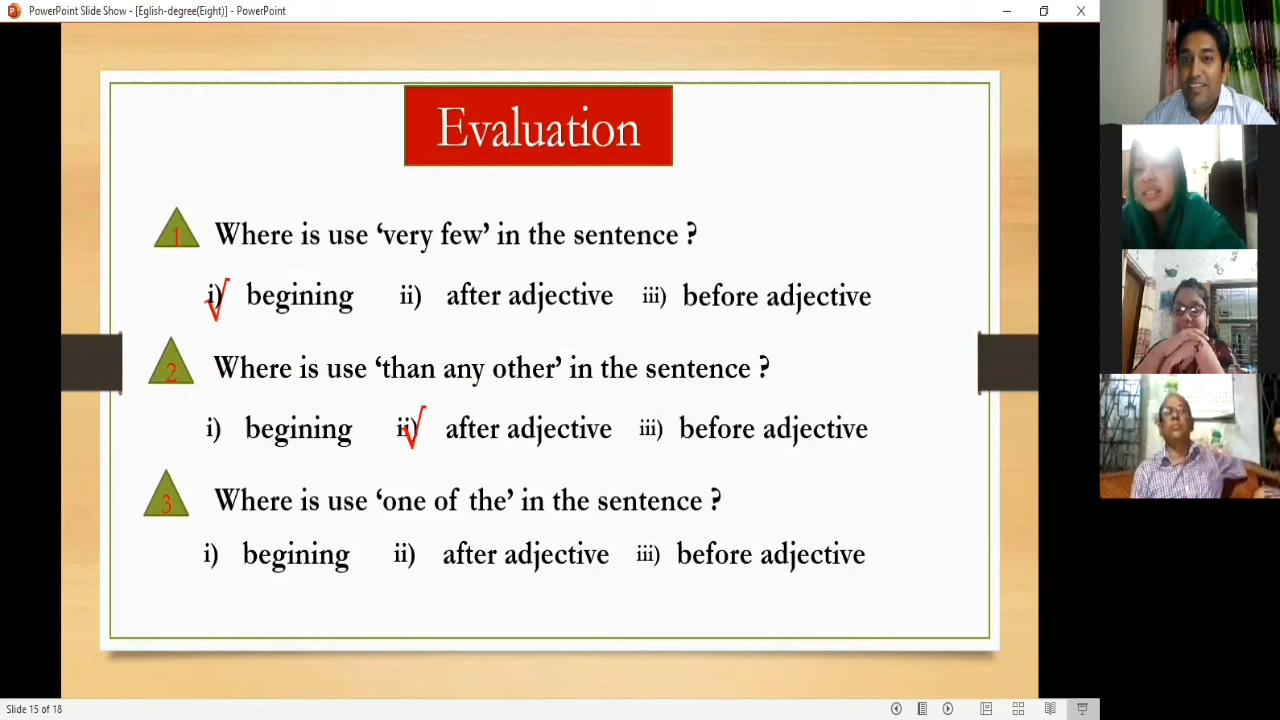 PowerPoint Slide Show - [Eglish-degree(Eight)] - PowerPoint
Evaluation
1 Where is use ‘very few’ in the sentence ?
i) begining ii) after adjective iii) before adjective
2 Where is use ‘than any other’ in the sentence ?
i) begining ii) after adjective iii) before adjective
3 Where is use ‘one of the’ in the sentence ?
i) begining ii) after adjective iii) before adjective
Slide 15 of 18